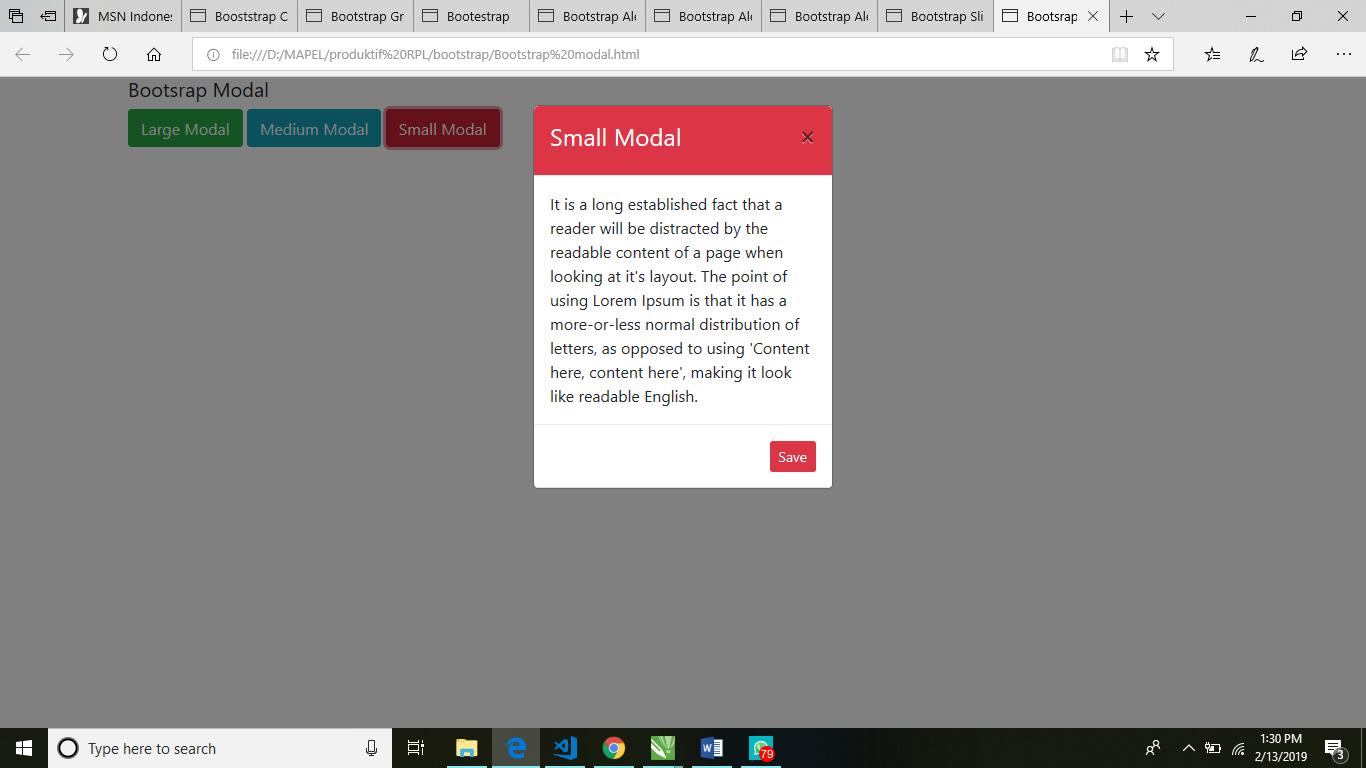 MSN Indones
Booststrap C
Bootstrap Gr
Bootestrap
Bootstrap Ale
Bootstrap Ale
Bootstrap Ale
Bootstrap Sli
Bootsrap
file:///D:/MAPEL/produktif%20RPL/bootstrap/Bootstrap%20modal.html
Bootsrap Modal
Large Modal
Medium Modal
Small Modal
Small Modal
×
It is a long established fact that a
reader will be distracted by the
readable content of a page when
looking at it's layout. The point of
using Lorem Ipsum is that it has a
more-or-less normal distribution of
letters, as opposed to using 'Content
here, content here', making it look
like readable English.
Save
Type here to search
79
1:30 PM
2/13/2019
3